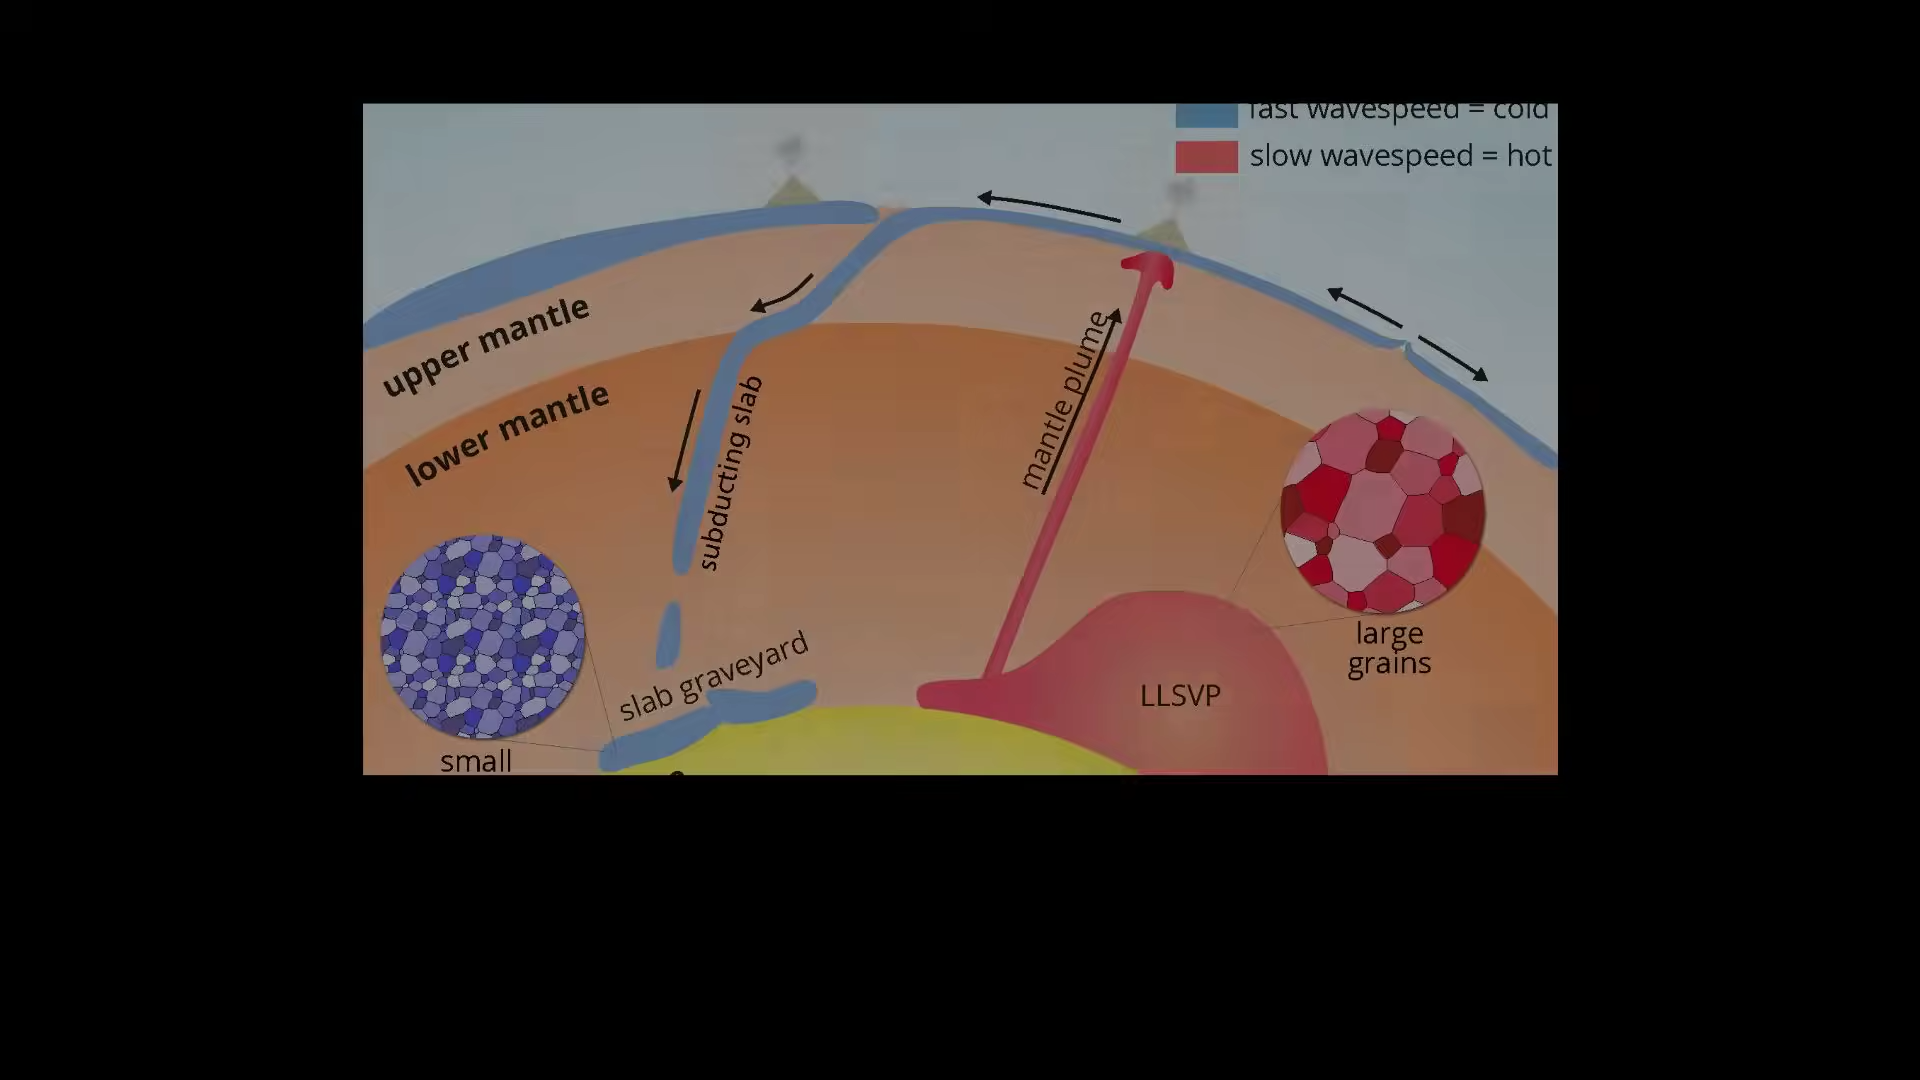 fast wavespeed = cold
slow wavespeed = hot
upper mantle
lower mantle
subducting slab
mantle plume
large
grains
slab graveyard
LLSVP
small